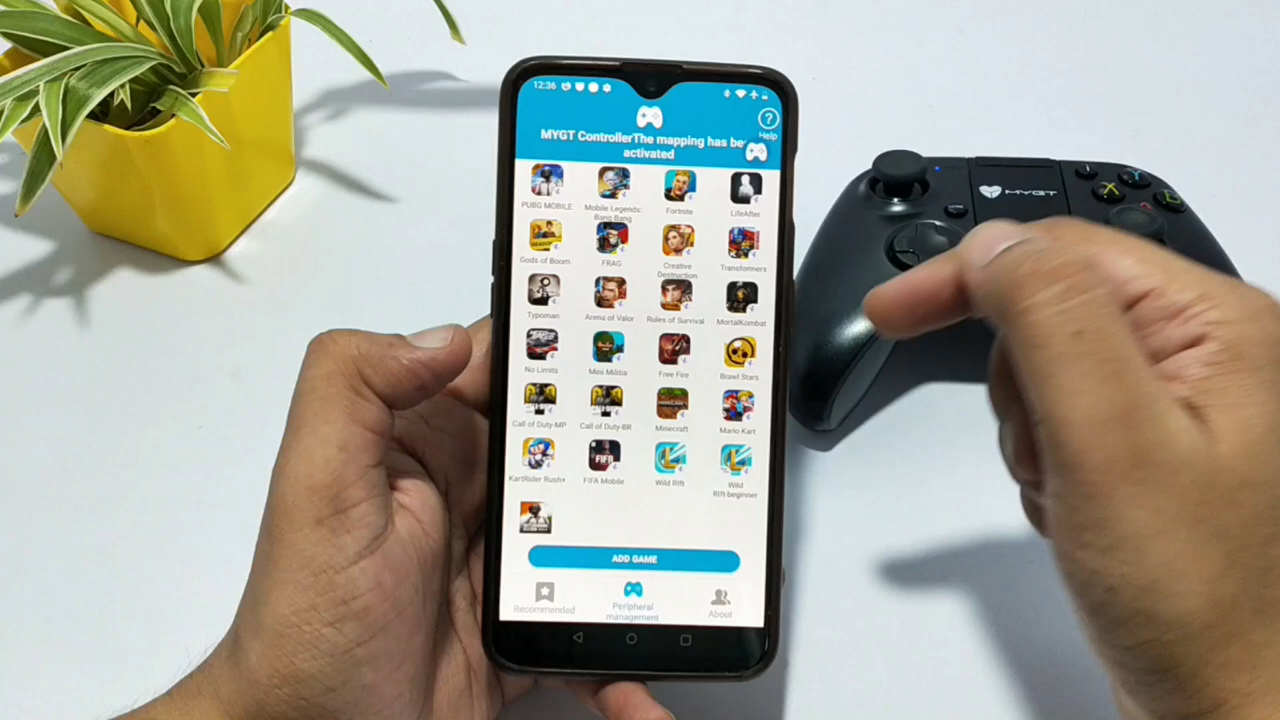 12:36
MYGT ControllerThe mapping has be
activated
Help
PUBG MOBILE
Mobile Legends:
Bang Bang
Fortnite
LifeAfter
Gods of Boom
FRAG
Creative
Destruction
Transformers
Typoman
Arena of Valor
Rules of Survival
MortalKombat
No Limits
Mini Militia
Free Fire
Brawl Stars
Call of Duty-MP
Call of Duty-BR
Minecraft
Mario Kart
KartRider Rush+
FIFA
FIFA Mobile
Wild Rift
Wild
Rift-beginner
ADD GAME
Recommended
Peripheral
management
About
MYGT
X
Y